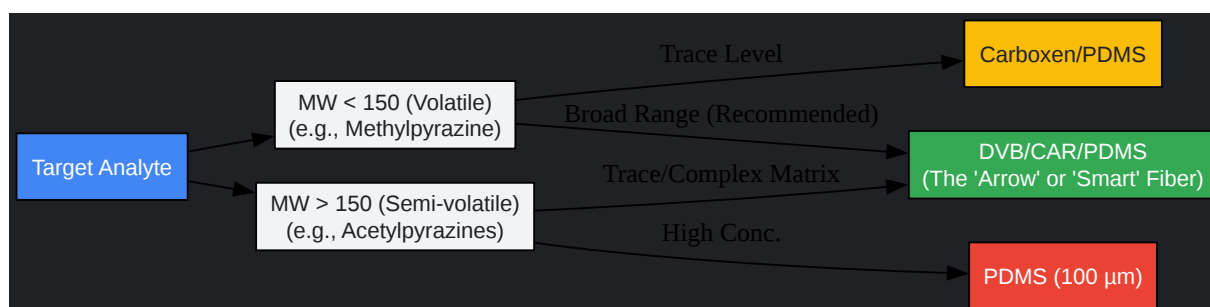 Target Analyte
MW < 150 (Volatile)
(e.g., Methylpyrazine)
MW > 150 (Semi-volatile)
(e.g., Acetylpyrazines)
Trace Level
Broad Range (Recommended)
Trace/Complex Matrix
High Conc.
Carboxen/PDMS
DVB/CAR/PDMS
(The 'Arrow' or 'Smart' Fiber)
PDMS (100 µm)